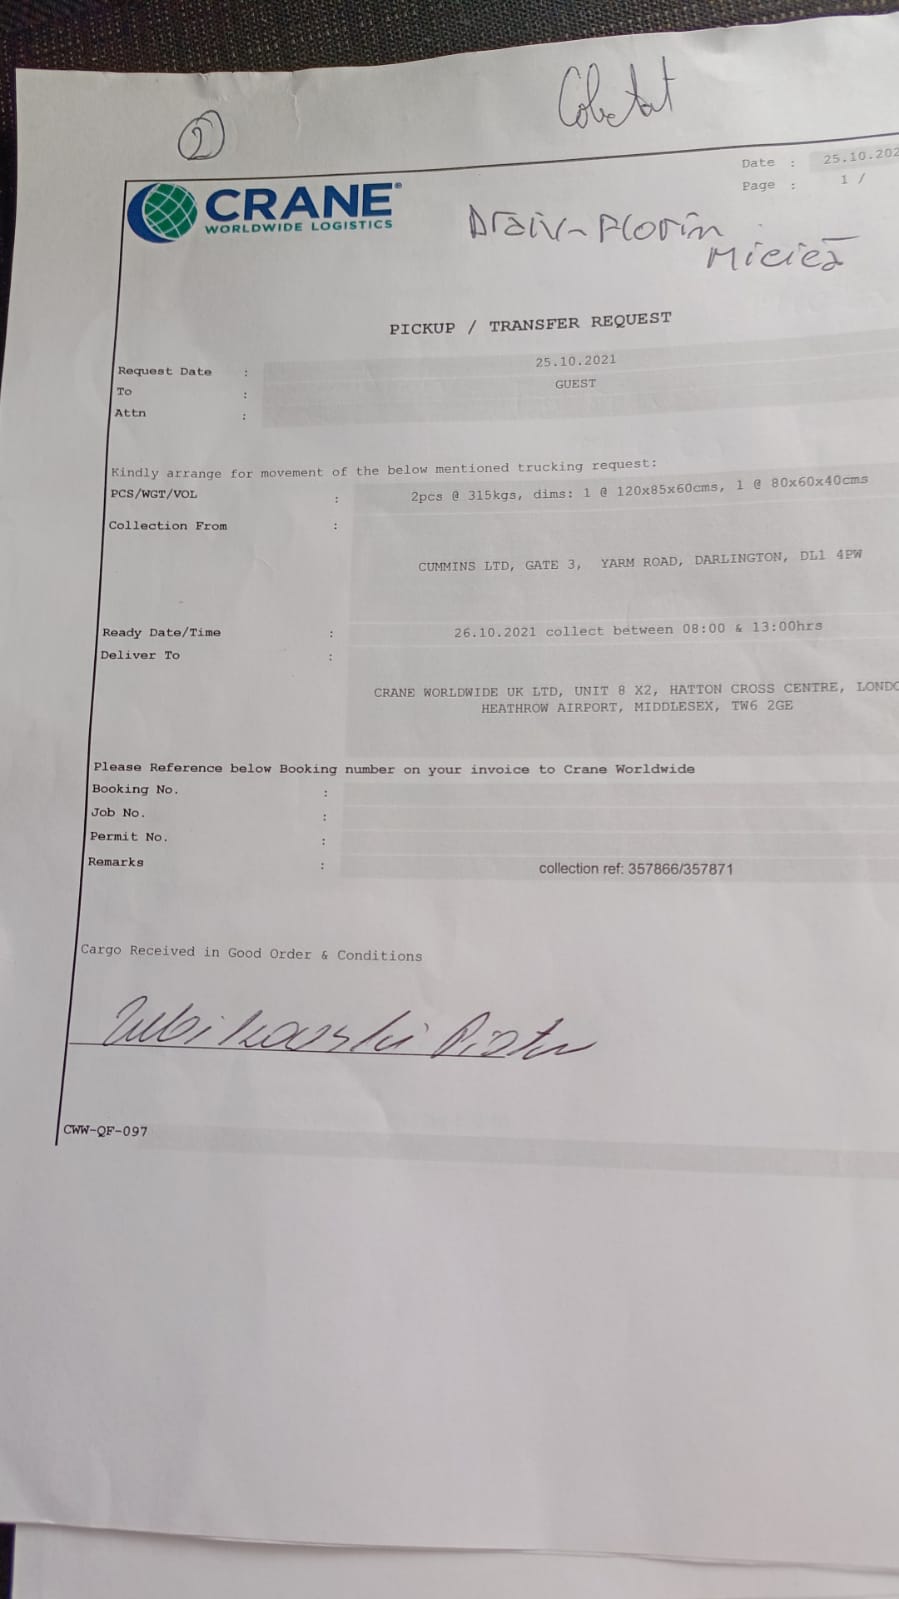 2
CRANE®
WORLDWIDE LOGISTICS
Date : 25.10.202
Page : 1 /
Florin
PICKUP / TRANSFER REQUEST
Request Date : 25.10.2021
To : GUEST
Attn :
Kindly arrange for movement of the below mentioned trucking request:
PCS/WGT/VOL : 2pcs @ 315kgs, dims: 1 @ 120x85x60cms, 1 @ 80x60x40cms
Collection From :
CUMMINS LTD, GATE 3, YARM ROAD, DARLINGTON, DL1 4PW
Ready Date/Time : 26.10.2021 collect between 08:00 & 13:00hrs
Deliver To :
CRANE WORLDWIDE UK LTD, UNIT 8 X2, HATTON CROSS CENTRE, LONDO
HEATHROW AIRPORT, MIDDLESEX, TW6 2GE
Please Reference below Booking number on your invoice to Crane Worldwide
Booking No. :
Job No. :
Permit No. :
Remarks : collection ref: 357866/357871
Cargo Received in Good Order & Conditions
CWW-QF-097